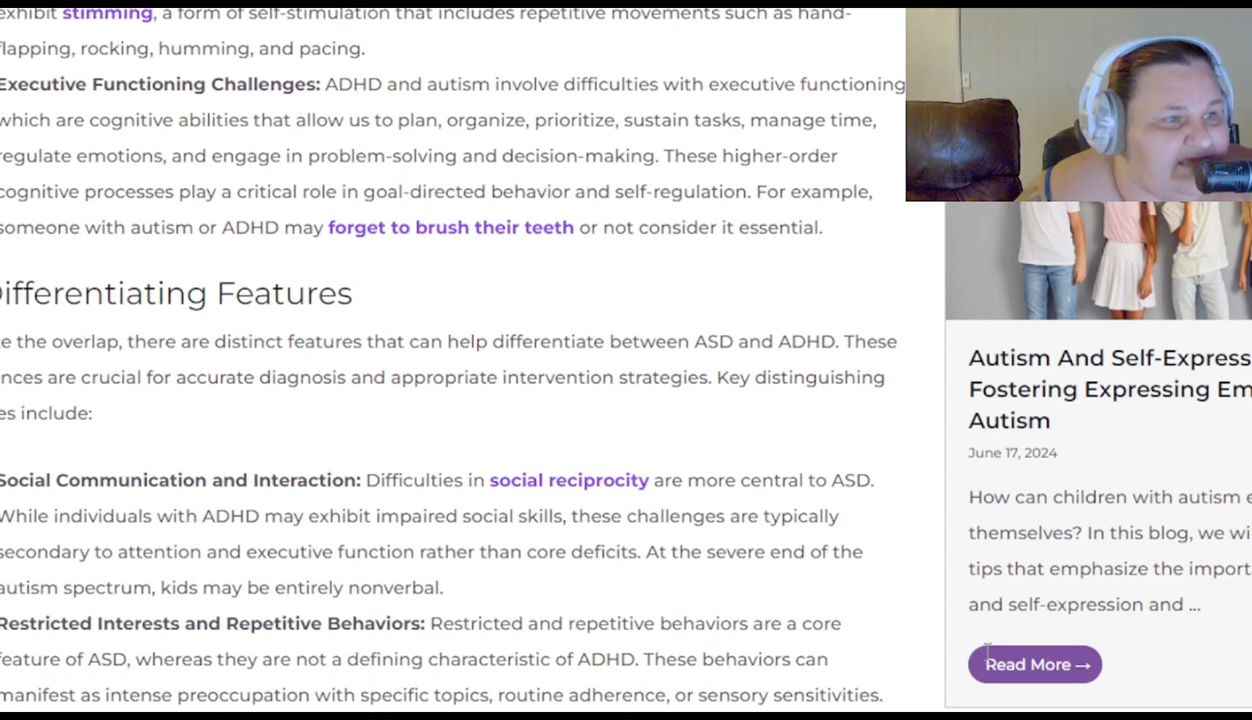 exhibit stimming, a form of self-stimulation that includes repetitive movements such as hand-
flapping, rocking, humming, and pacing.
Executive Functioning Challenges: ADHD and autism involve difficulties with executive functioning
which are cognitive abilities that allow us to plan, organize, prioritize, sustain tasks, manage time,
regulate emotions, and engage in problem-solving and decision-making. These higher-order
cognitive processes play a critical role in goal-directed behavior and self-regulation. For example,
someone with autism or ADHD may forget to brush their teeth or not consider it essential.
ifferentiating Features
e the overlap, there are distinct features that can help differentiate between ASD and ADHD. These
nces are crucial for accurate diagnosis and appropriate intervention strategies. Key distinguishing
es include:
Social Communication and Interaction: Difficulties in social reciprocity are more central to ASD.
While individuals with ADHD may exhibit impaired social skills, these challenges are typically
secondary to attention and executive function rather than core deficits. At the severe end of the
autism spectrum, kids may be entirely nonverbal.
Restricted Interests and Repetitive Behaviors: Restricted and repetitive behaviors are a core
feature of ASD, whereas they are not a defining characteristic of ADHD. These behaviors can
manifest as intense preoccupation with specific topics, routine adherence, or sensory sensitivities.
Autism And Self-Express
Fostering Expressing Em
Autism
June 17, 2024
How can children with autism e
themselves? In this blog, we wi
tips that emphasize the import
and self-expression and ...
Read More →